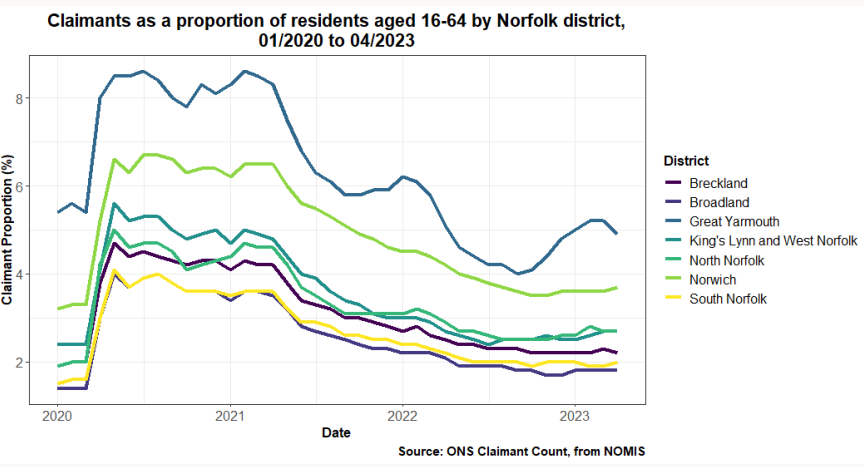 Claimants as a proportion of residents aged 16-64 by Norfolk district,
01/2020 to 04/2023
Claimant Proportion (%)
8
6
4
2
2020
2021
2022
2023
Date
District
Breckland
Broadland
Great Yarmouth
King's Lynn and West Norfolk
North Norfolk
Norwich
South Norfolk
Source: ONS Claimant Count, from NOMIS